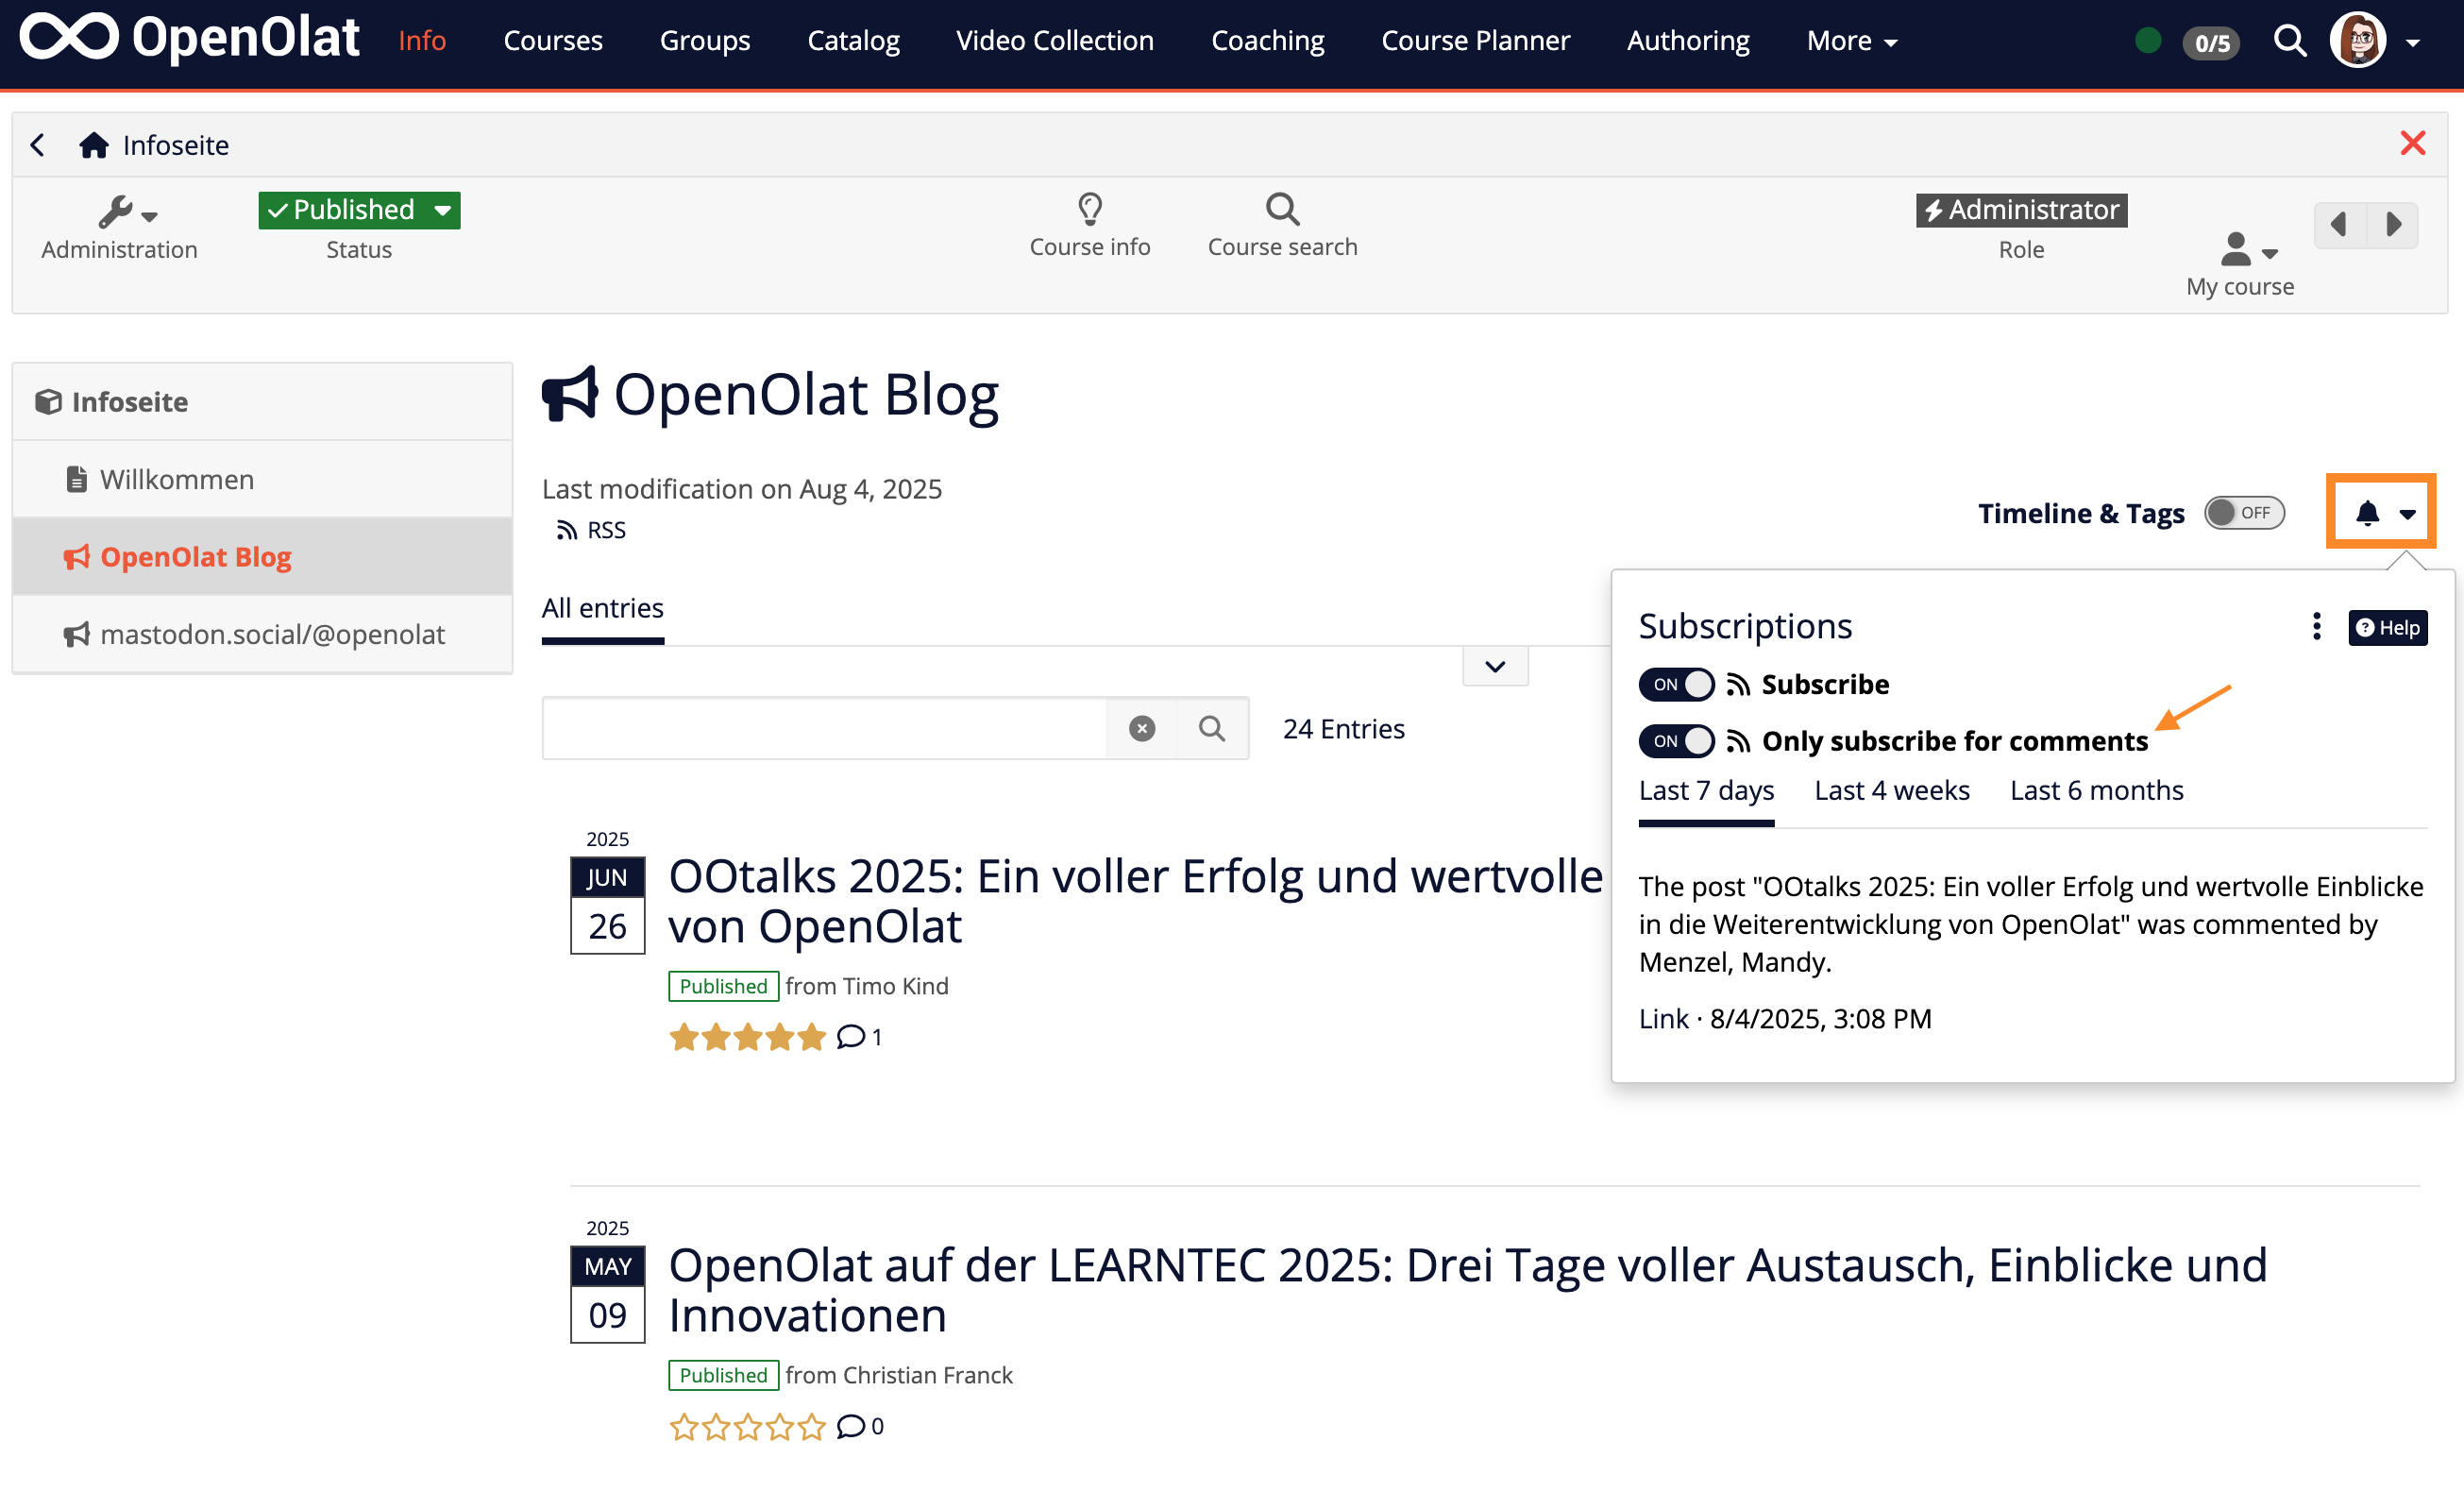 OpenOlat Info Courses Groups Catalog Video Collection Coaching Course Planner Authoring More 0/5
Infoseite
Administration
Published
Status
Course info
Course search
Administrator
Role
My course
Infoseite
Willkommen
OpenOlat Blog
mastodon.social/@openolat
OpenOlat Blog
Last modification on Aug 4, 2025
RSS
Timeline & Tags OFF
All entries
24 Entries
Subscriptions
Help
ON Subscribe
ON Only subscribe for comments
Last 7 days Last 4 weeks Last 6 months
The post "OOtalks 2025: Ein voller Erfolg und wertvolle Einblicke
in die Weiterentwicklung von OpenOlat" was commented by
Menzel, Mandy.
Link · 8/4/2025, 3:08 PM
2025
JUN
26
OOtalks 2025: Ein voller Erfolg und wertvolle
von OpenOlat
Published from Timo Kind
1
2025
MAY
09
OpenOlat auf der LEARNTEC 2025: Drei Tage voller Austausch, Einblicke und
Innovationen
Published from Christian Franck
0